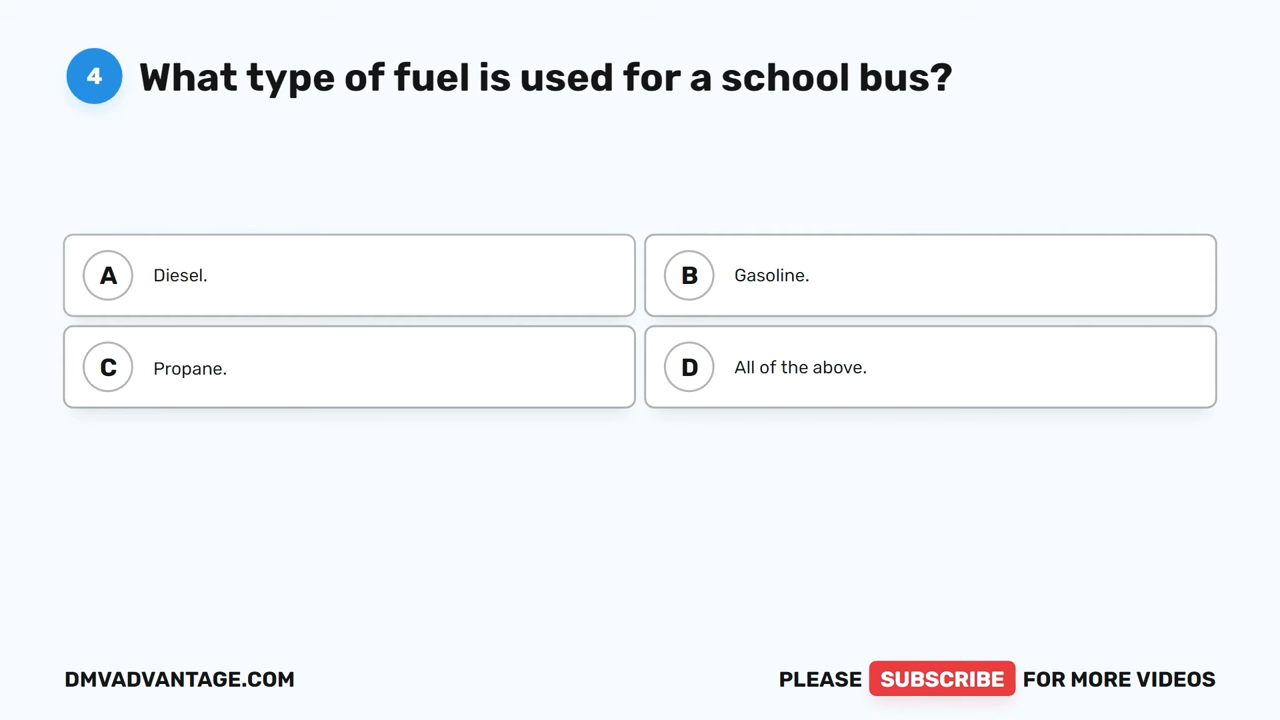 4 What type of fuel is used for a school bus?
A Diesel.
B Gasoline.
C Propane.
D All of the above.
DMVADVANTAGE.COM
PLEASE SUBSCRIBE FOR MORE VIDEOS